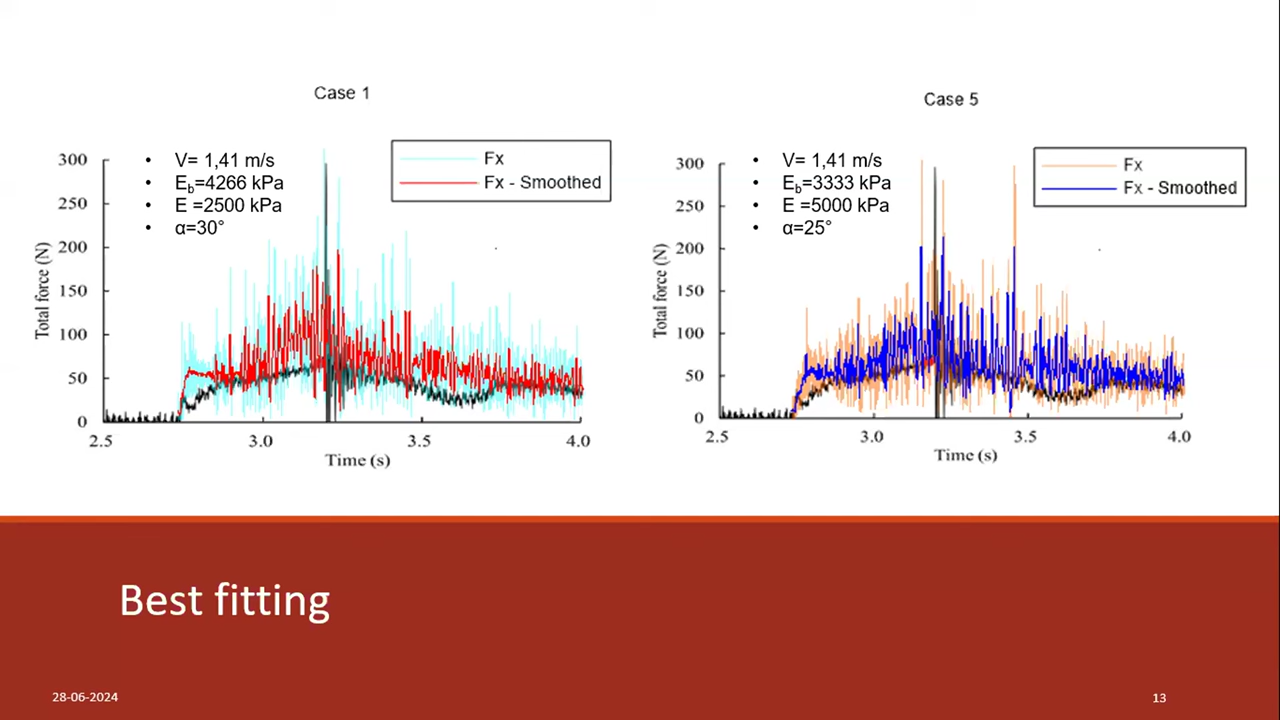 Case 1
• V= 1,41 m/s
• Eb=4266 kPa
• E =2500 kPa
• α=30°
Fx
Fx - Smoothed
Total force (N)
300
250
200
150
100
50
0
2.5 3.0 3.5 4.0
Time (s)
Case 5
• V= 1,41 m/s
• Eb=3333 kPa
• E =5000 kPa
• α=25°
Fx
Fx - Smoothed
Total force (N)
300
250
200
150
100
50
0
2.5 3.0 3.5 4.0
Time (s)
Best fitting
28-06-2024
13